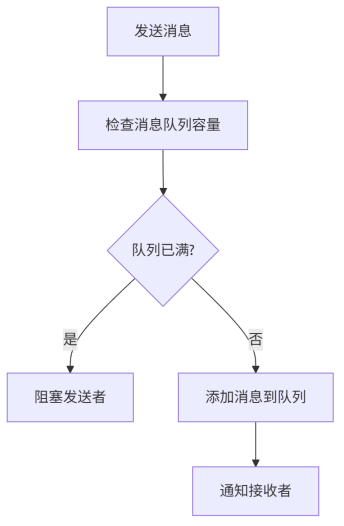 发送消息
检查消息队列容量
队列已满?
是
否
阻塞发送者
添加消息到队列
通知接收者